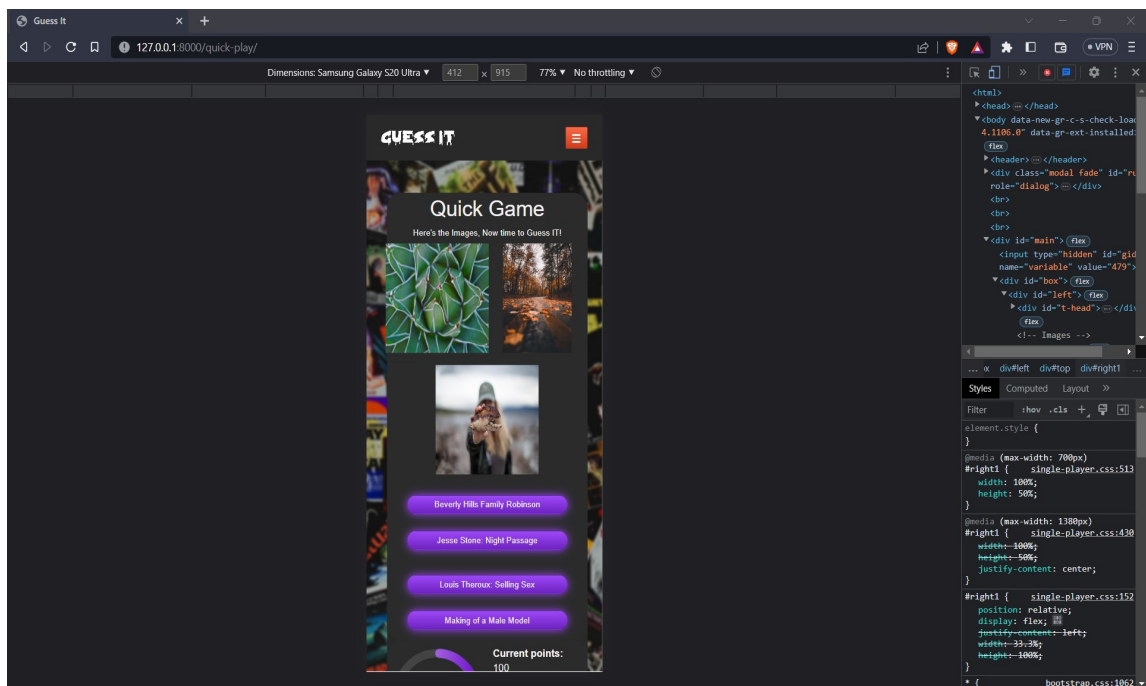 Guess It
127.0.0.1:8000/quick-play/
VPN
Dimensions: Samsung Galaxy S20 Ultra ▼ 412 x 915 77% ▼ No throttling ▼
GUESS IT
Quick Game
Here's the Images, Now time to Guess IT!
Beverly Hills Family Robinson
Jesse Stone: Night Passage
Louis Theroux: Selling Sex
Making of a Male Model
Current points:
100
<html>
<head> </head>
<body data-new-gr-c-s-check-load
4.1106.0" data-gr-ext-installed:
flex
<header> </header>
<div class="modal fade" id="ru
role="dialog"> </div>
<br>
<br>
<br>
<div id="main"> flex
<input type="hidden" id="gid
name="variable" value="479">
<div id="box"> flex
<div id="left"> flex
<div id="t-head"> </div
flex
<!-- Images -->
... div#left div#top div#right1 ...
Styles Computed Layout »
Filter :hov .cls +
element.style {
}
@media (max-width: 700px)
#right1 { single-player.css:513
width: 100%;
height: 50%;
}
@media (max-width: 1380px)
#right1 { single-player.css:430
width: 100%;
height: 50%;
justify-content: center;
}
#right1 { single-player.css:152
position: relative;
display: flex;
justify-content: left;
width: 33.3%;
height: 100%;
}
* { bootstrap.css:1062